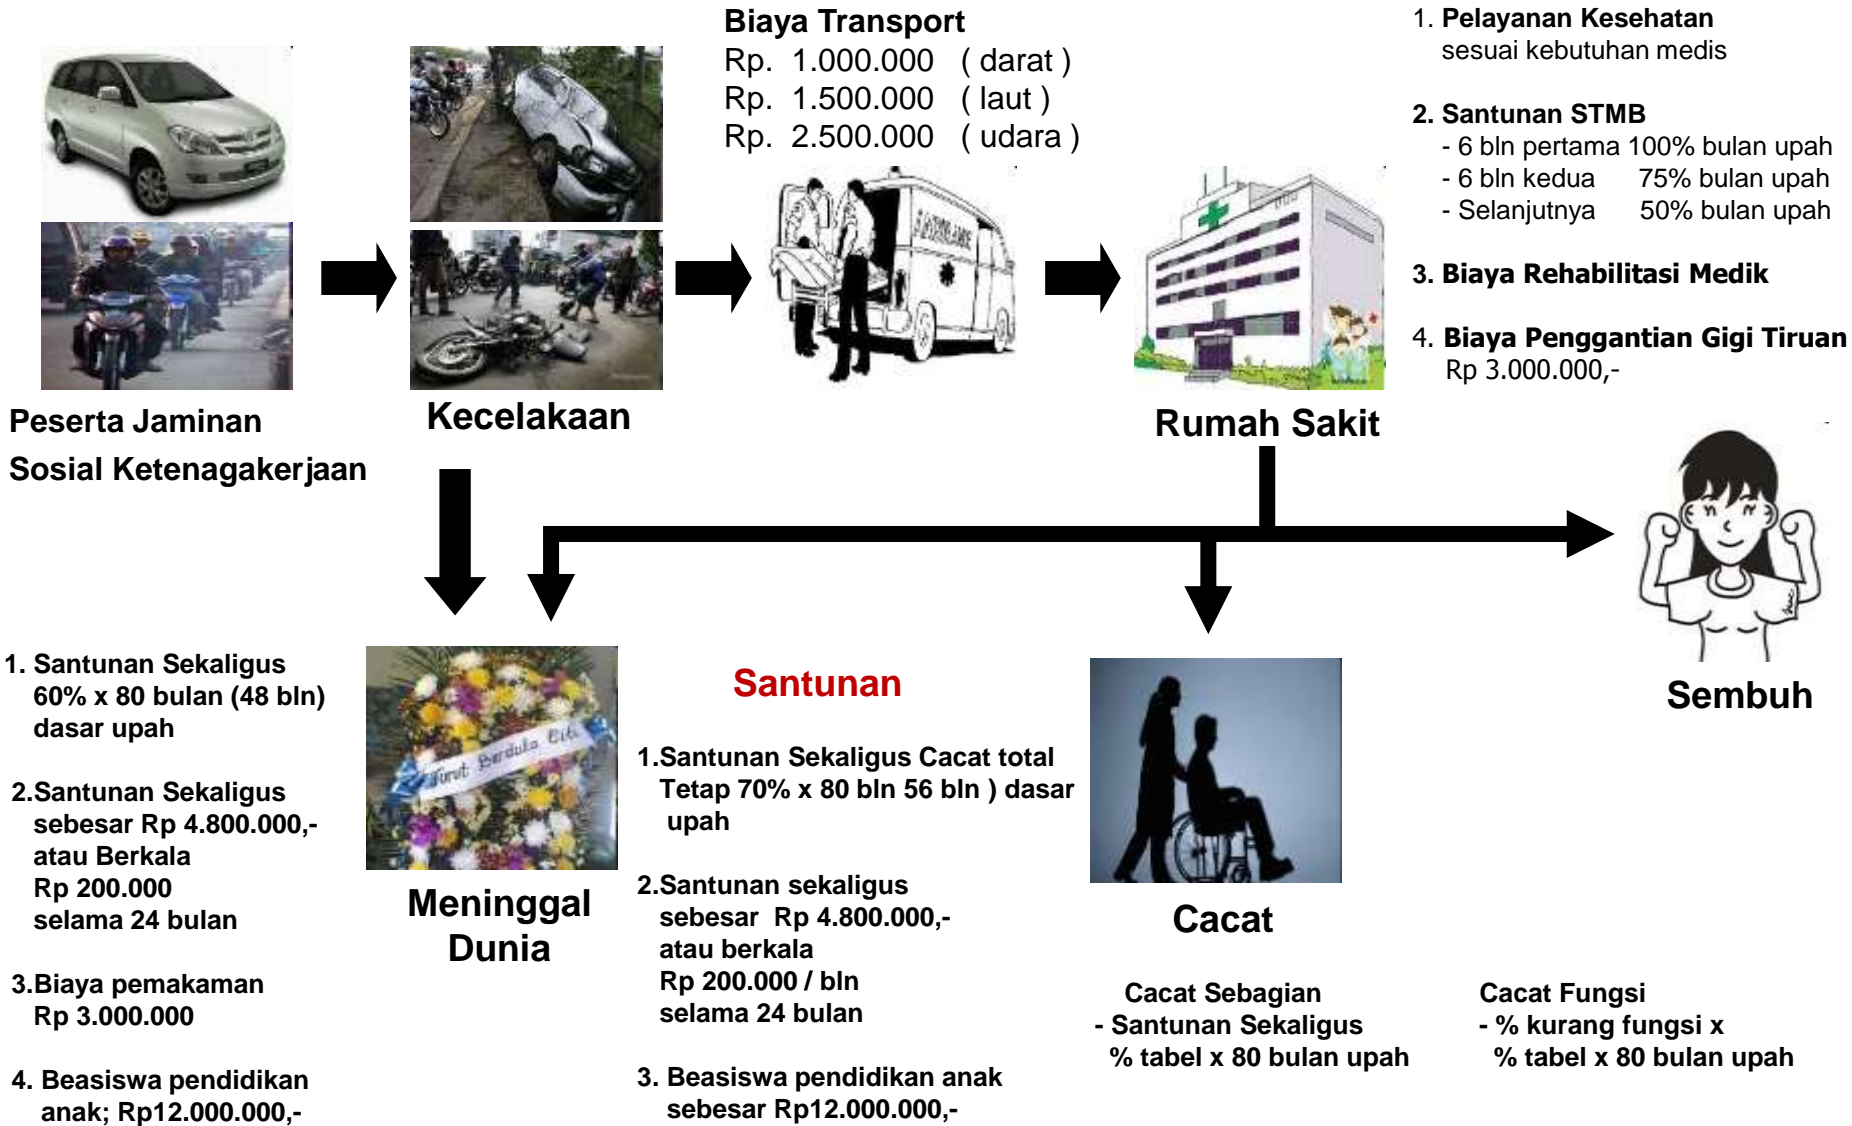 Biaya Transport
Rp. 1.000.000 ( darat )
Rp. 1.500.000 ( laut )
Rp. 2.500.000 ( udara )
1. Pelayanan Kesehatan
sesuai kebutuhan medis
2. Santunan STMB
- 6 bln pertama 100% bulan upah
- 6 bln kedua 75% bulan upah
- Selanjutnya 50% bulan upah
3. Biaya Rehabilitasi Medik
4. Biaya Penggantian Gigi Tiruan
Rp 3.000.000,-
AMBULANCE
Peserta Jaminan
Sosial Ketenagakerjaan
Kecelakaan
Rumah Sakit
Sembuh
1. Santunan Sekaligus
60% x 80 bulan (48 bln)
dasar upah
2.Santunan Sekaligus
sebesar Rp 4.800.000,-
atau Berkala
Rp 200.000
selama 24 bulan
3.Biaya pemakaman
Rp 3.000.000
4. Beasiswa pendidikan
anak; Rp12.000.000,-
Turut Berduka Cita
Meninggal
Dunia
Santunan
1.Santunan Sekaligus Cacat total
Tetap 70% x 80 bln 56 bln ) dasar
upah
2.Santunan sekaligus
sebesar Rp 4.800.000,-
atau berkala
Rp 200.000 / bln
selama 24 bulan
3. Beasiswa pendidikan anak
sebesar Rp12.000.000,-
Cacat
Cacat Sebagian
- Santunan Sekaligus
% tabel x 80 bulan upah
Cacat Fungsi
- % kurang fungsi x
% tabel x 80 bulan upah